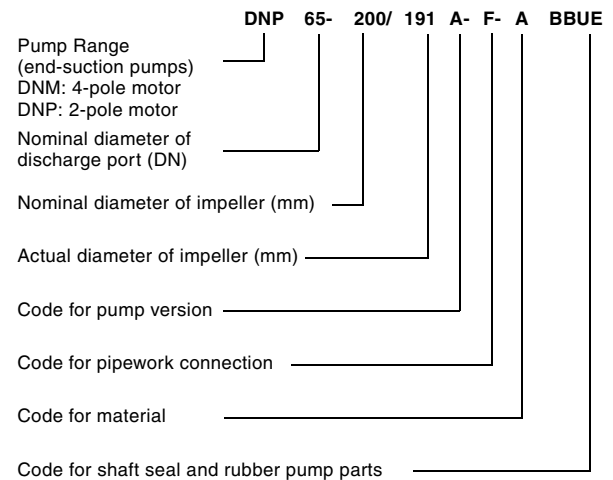 DNP 65- 200/ 191 A- F- A BBUE
Pump Range
(end-suction pumps)
DNM: 4-pole motor
DNP: 2-pole motor
Nominal diameter of
discharge port (DN)
Nominal diameter of impeller (mm)
Actual diameter of impeller (mm)
Code for pump version
Code for pipework connection
Code for material
Code for shaft seal and rubber pump parts